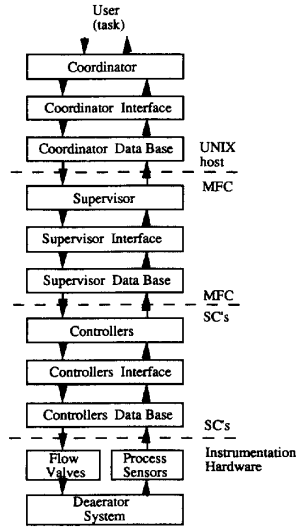 User
(task)
Coordinator
Coordinator Interface
Coordinator Data Base
UNIX
host
MFC
Supervisor
Supervisor Interface
Supervisor Data Base
MFC
SC's
Controllers
Controllers Interface
Controllers Data Base
SC's
Instrumentation
Hardware
Flow
Valves
Process
Sensors
Deaerator
System